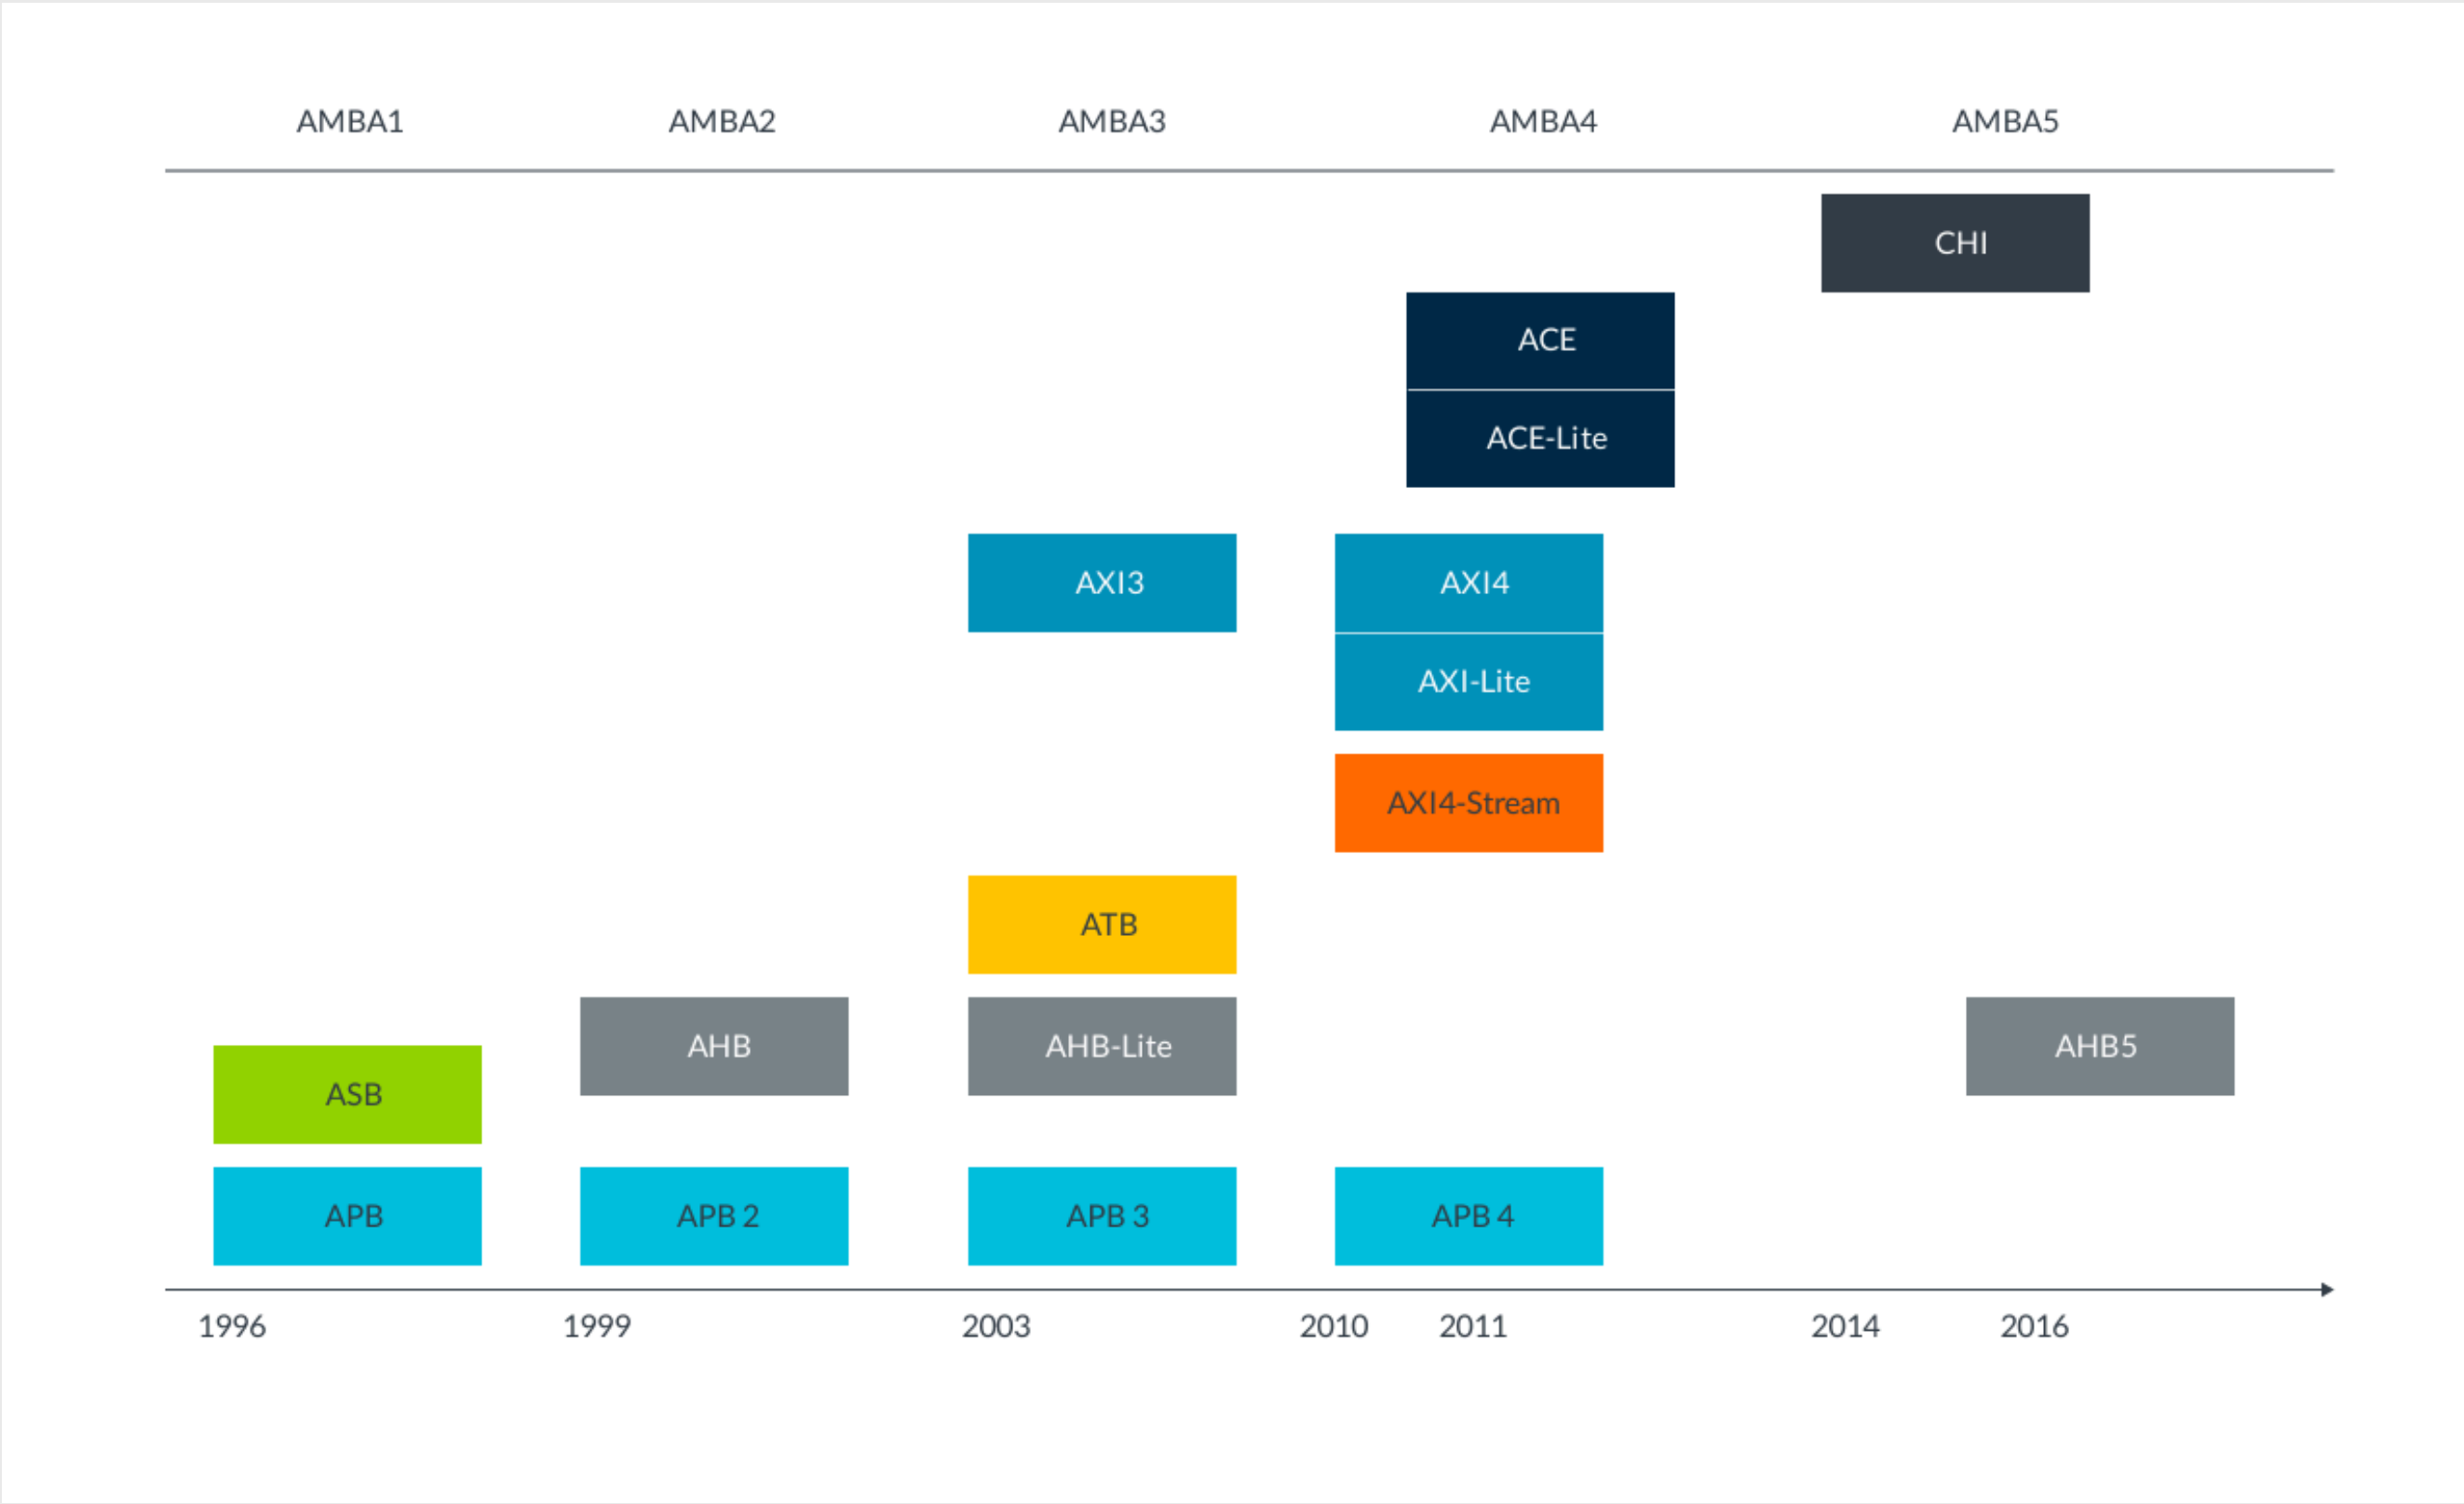 AMBA1 AMBA2 AMBA3 AMBA4 AMBA5
CHI
ACE
ACE-Lite
AXI3 AXI4
AXI-Lite
AXI4-Stream
ATB
AHB AHB-Lite AHB5
ASB
APB APB 2 APB 3 APB 4
1996 1999 2003 2010 2011 2014 2016